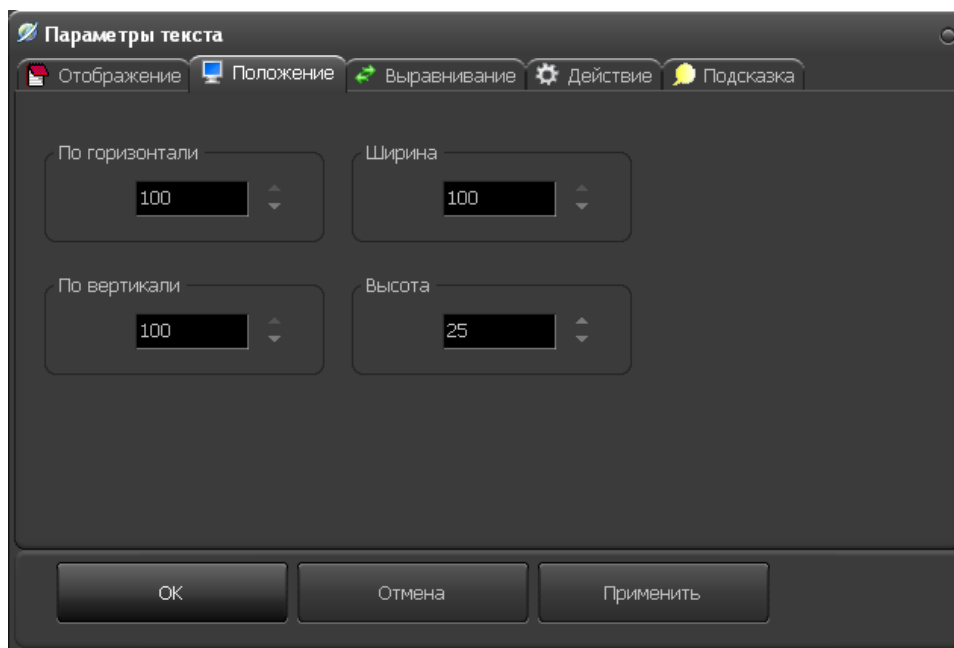 Параметры текста
Отображение Положение Выравнивание Действие Подсказка
По горизонтали Ширина
100 100
По вертикали Высота
100 25
OK Отмена Применить